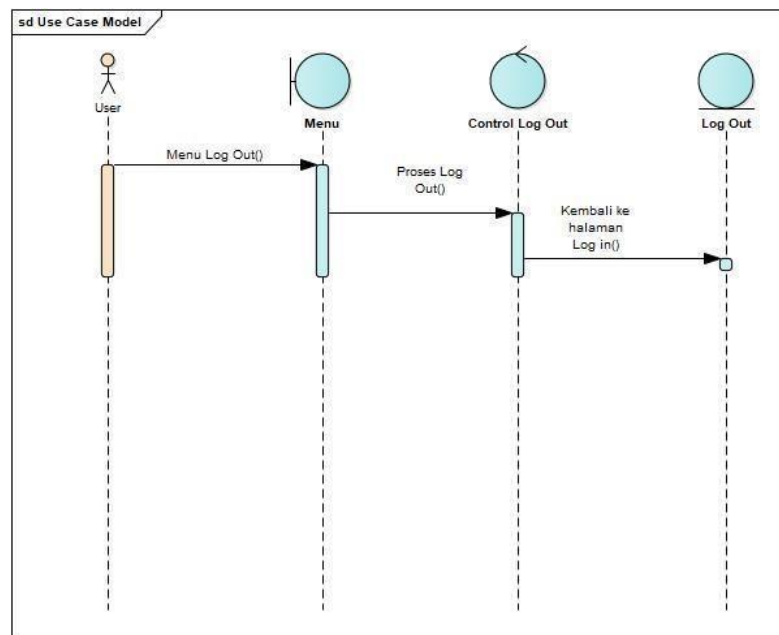 sd Use Case Model
User
Menu
Control Log Out
Log Out
Menu Log Out()
Proses Log
Out()
Kembali ke
halaman
Log in()